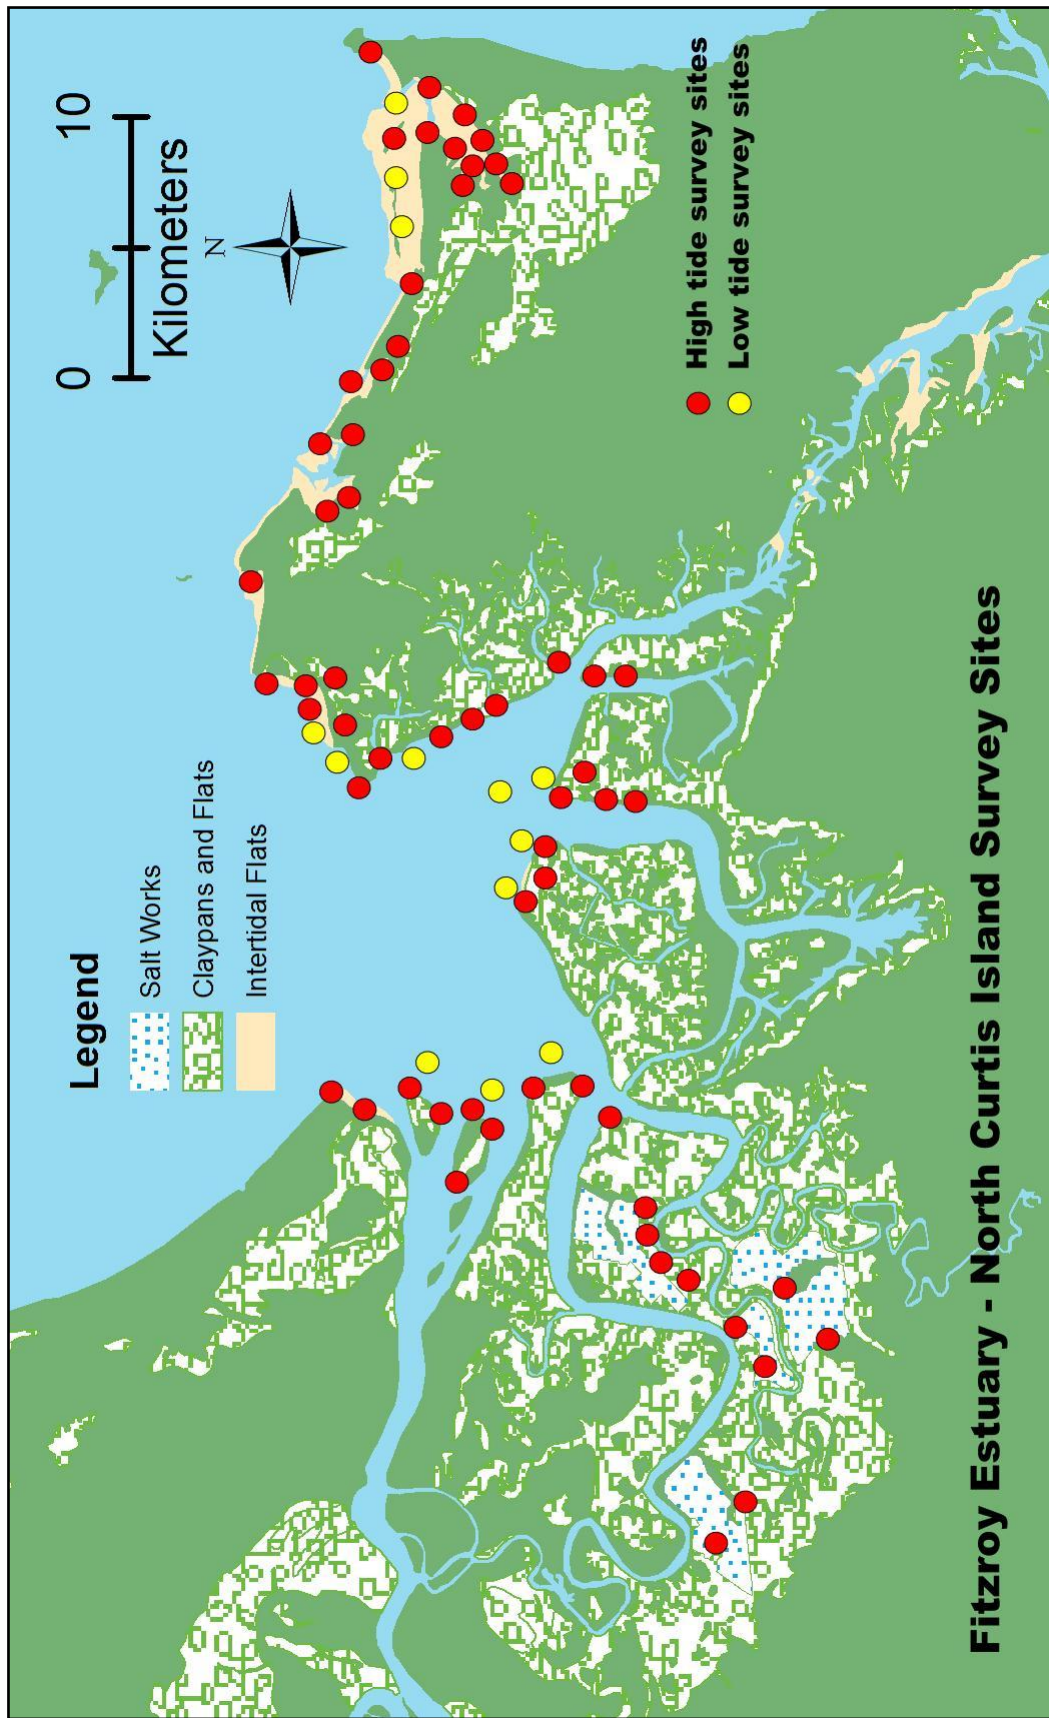 Legend
Salt Works
Claypans and Flats
Intertidal Flats
0 10
Kilometers
N
High tide survey sites
Low tide survey sites
Fitzroy Estuary - North Curtis Island Survey Sites